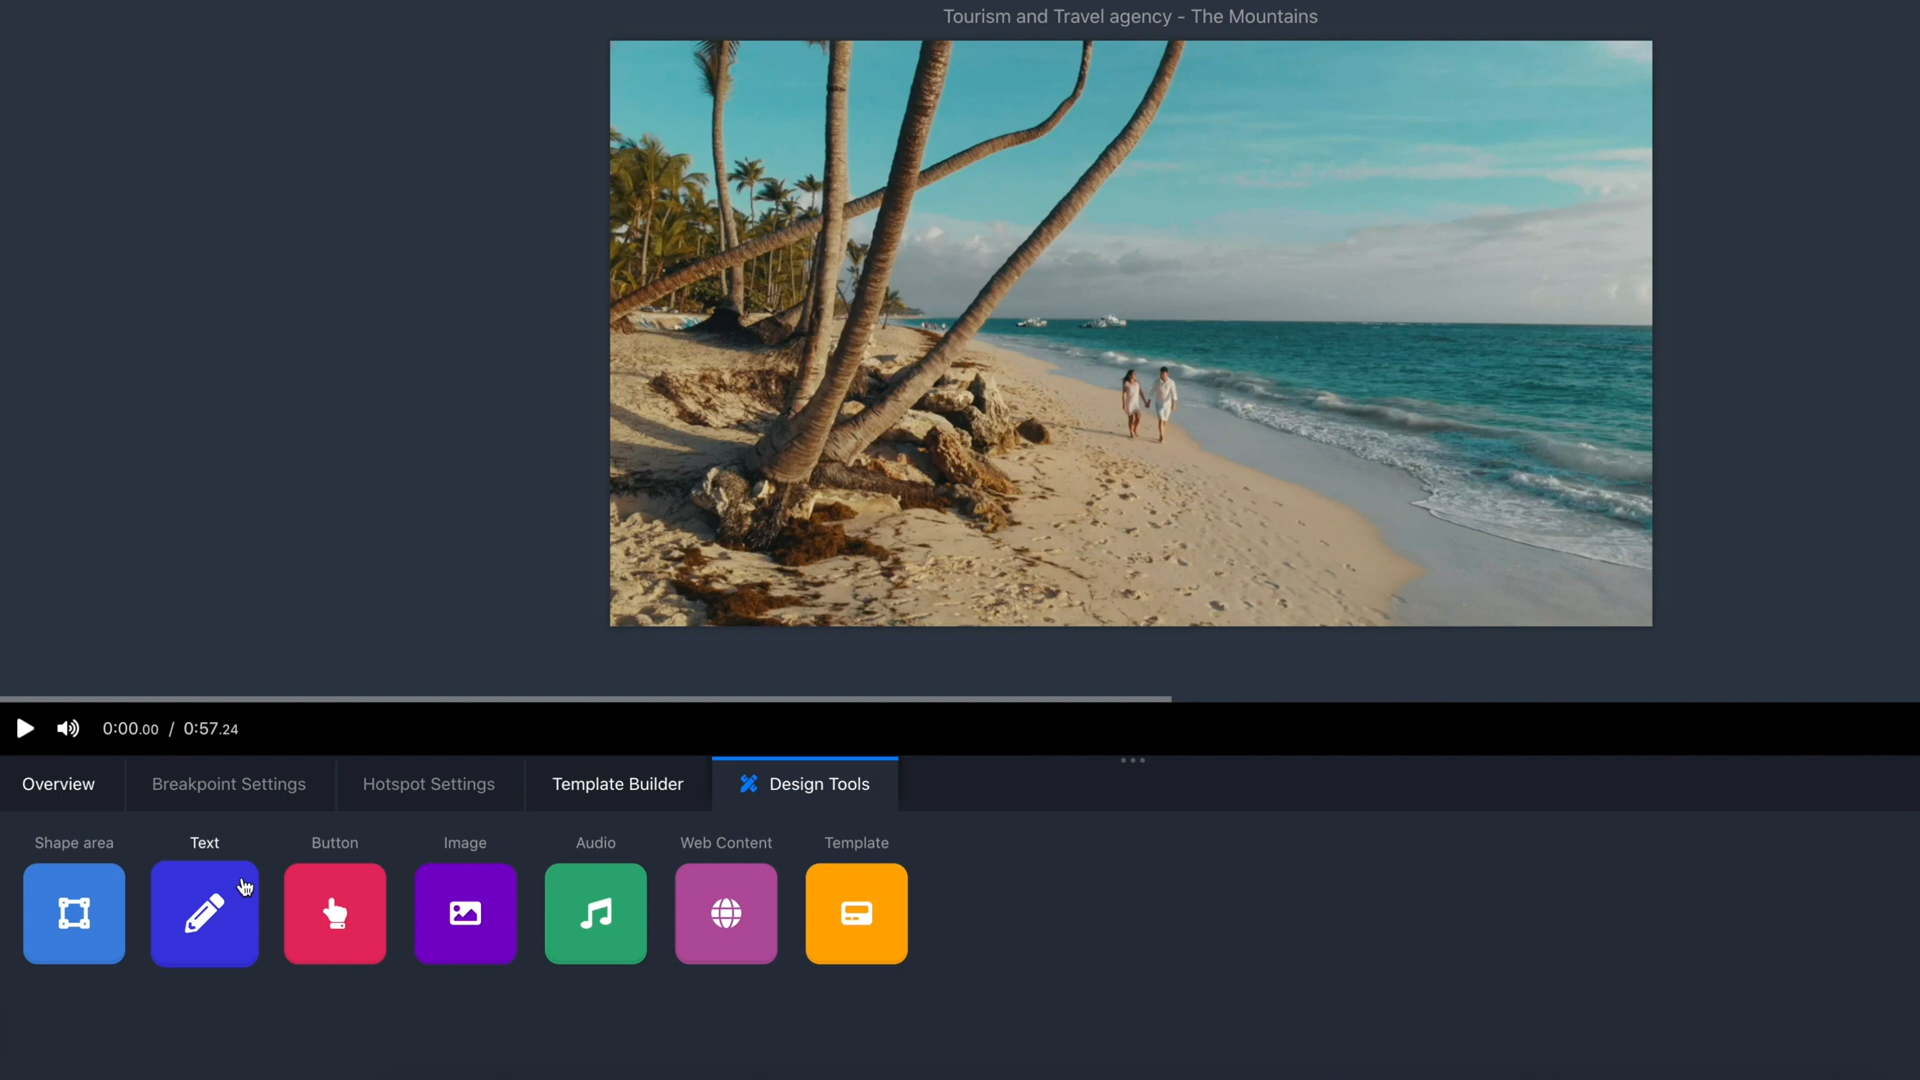 Tourism and Travel agency - The Mountains
0:00.00 / 0:57.24
Overview
Breakpoint Settings
Hotspot Settings
Template Builder
Design Tools
Shape area
Text
Button
Image
Audio
Web Content
Template